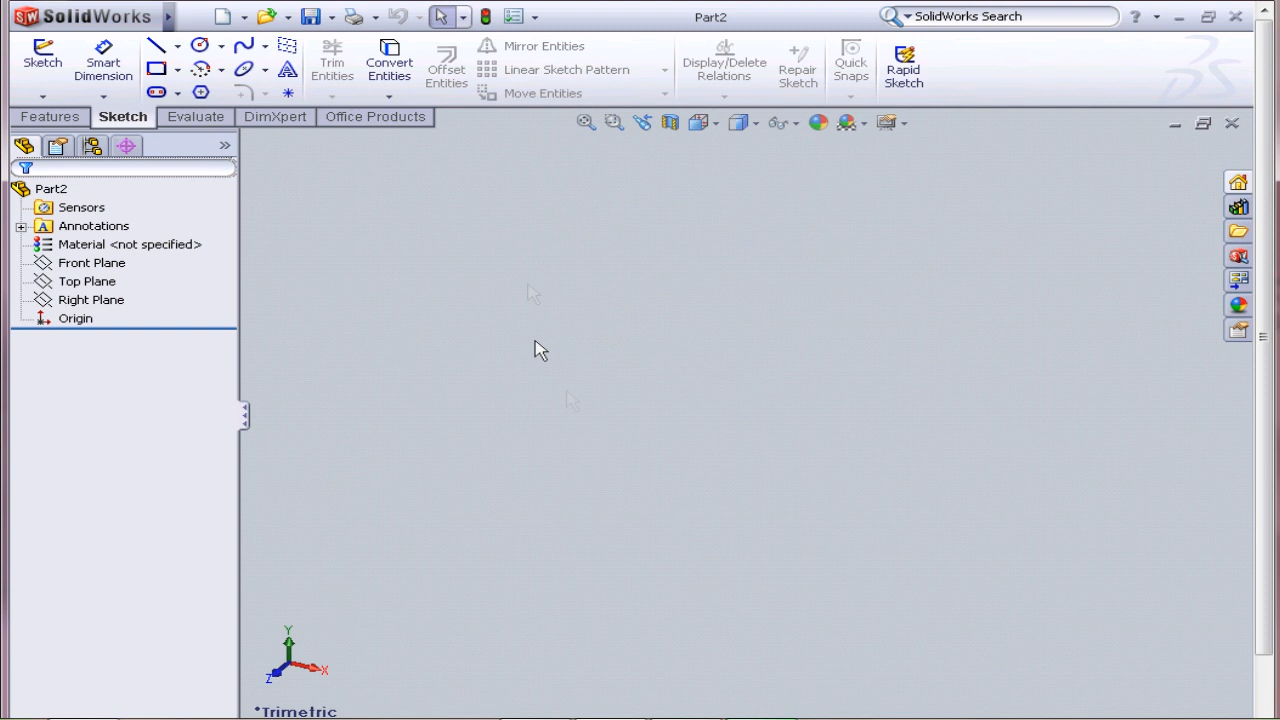 SolidWorks
Part2
SolidWorks Search
?
Sketch
Smart Dimension
Trim Entities
Convert Entities
Offset Entities
Mirror Entities
Linear Sketch Pattern
Move Entities
Display/Delete Relations
Repair Sketch
Quick Snaps
Rapid Sketch
Features
Sketch
Evaluate
DimXpert
Office Products
Part2
Sensors
Annotations
Material <not specified>
Front Plane
Top Plane
Right Plane
Origin
Y
X
Z
*Trimetric